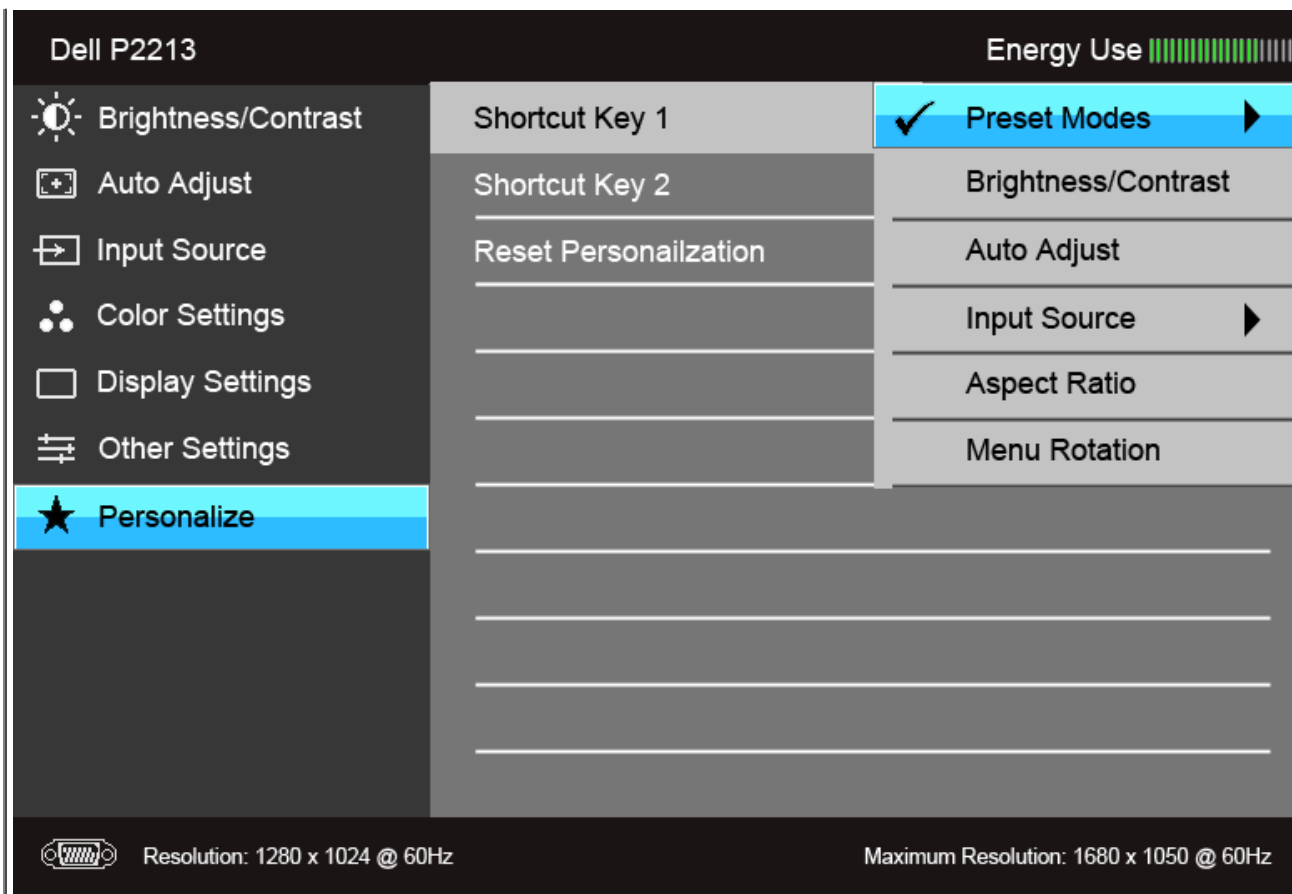 Dell P2213
Energy Use
Brightness/Contrast
Auto Adjust
Input Source
Color Settings
Display Settings
Other Settings
Personalize
Shortcut Key 1
Shortcut Key 2
Reset Personailzation
Preset Modes
Brightness/Contrast
Auto Adjust
Input Source
Aspect Ratio
Menu Rotation
Resolution: 1280 x 1024 @ 60Hz
Maximum Resolution: 1680 x 1050 @ 60Hz